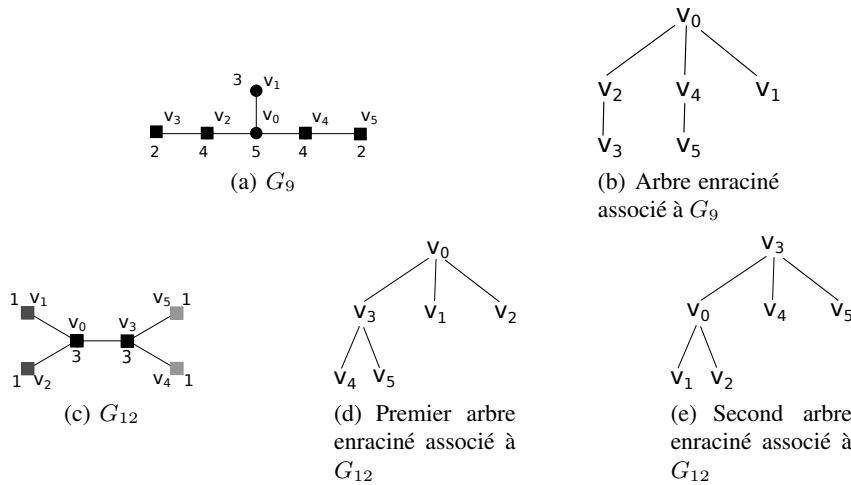 v₀
3 v₁
v₃ v₂ v₀ v₄ v₅
2 4 5 4 2
(a) G₉
v₂ v₄ v₁
v₃ v₅
(b) Arbre enraciné
associé à G₉
1 v₁ v₅ 1
v₀ v₃
3 3
1 v₂ v₄ 1
(c) G₁₂
v₀
v₃ v₁ v₂
v₄ v₅
(d) Premier arbre
enraciné associé à
G₁₂
v₃
v₀ v₄ v₅
v₁ v₂
(e) Second arbre
enraciné associé à
G₁₂